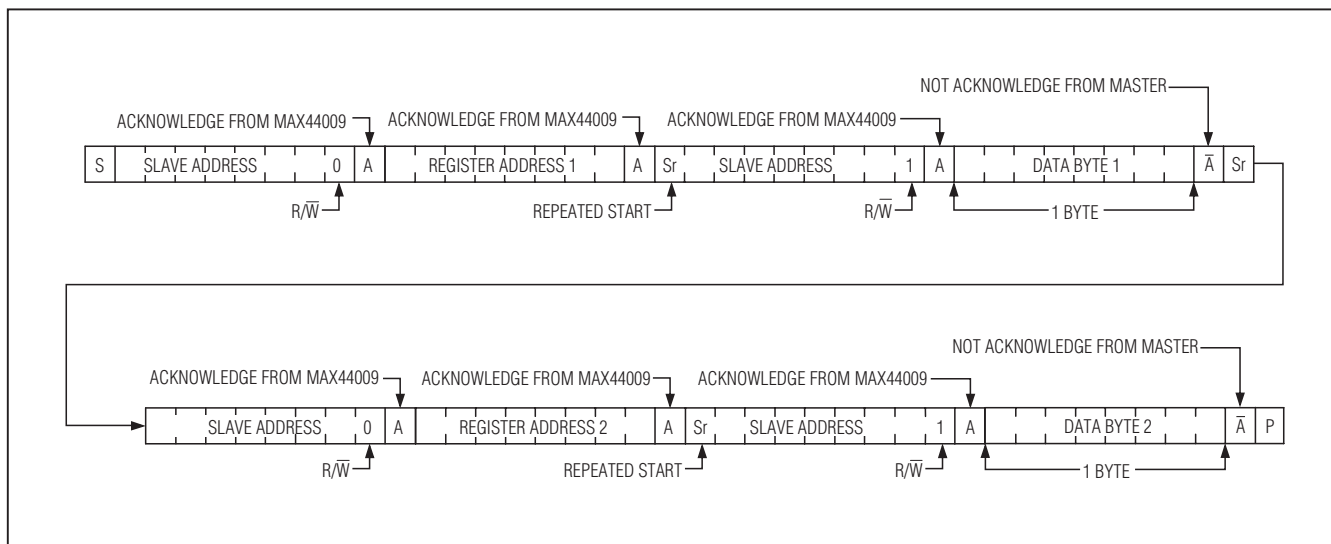 NOT ACKNOWLEDGE FROM MASTER
ACKNOWLEDGE FROM MAX44009 ACKNOWLEDGE FROM MAX44009 ACKNOWLEDGE FROM MAX44009
S SLAVE ADDRESS 0 A REGISTER ADDRESS 1 A Sr SLAVE ADDRESS 1 A DATA BYTE 1 A̅ Sr
R/W̅ REPEATED START R/W̅ 1 BYTE
NOT ACKNOWLEDGE FROM MASTER
ACKNOWLEDGE FROM MAX44009 ACKNOWLEDGE FROM MAX44009 ACKNOWLEDGE FROM MAX44009
SLAVE ADDRESS 0 A REGISTER ADDRESS 2 A Sr SLAVE ADDRESS 1 A DATA BYTE 2 A̅ P
R/W̅ REPEATED START R/W̅ 1 BYTE